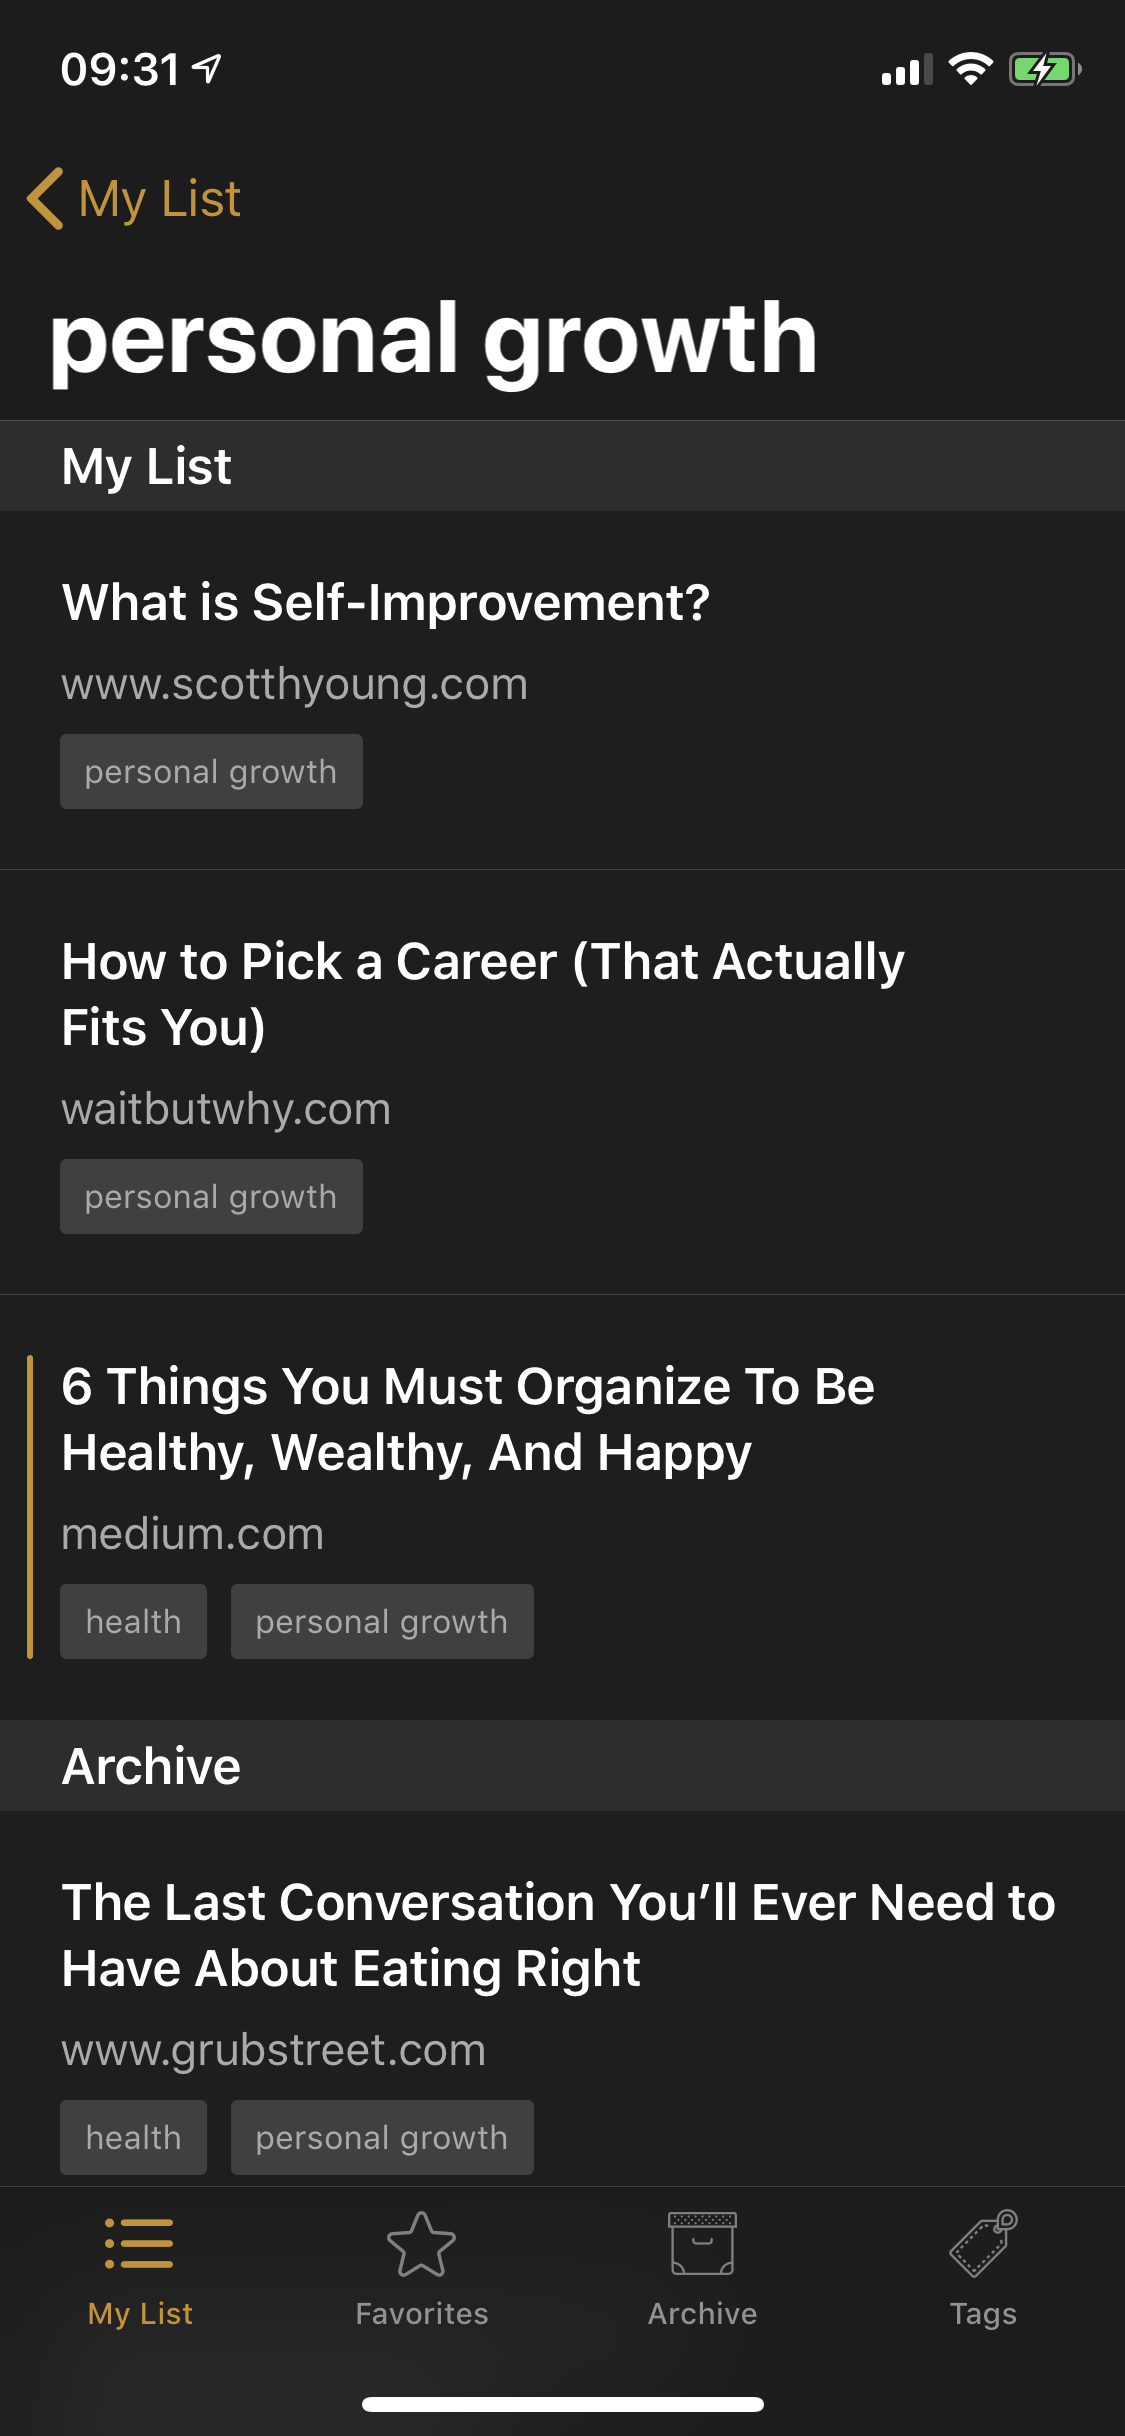 09:31
My List
personal growth
My List
What is Self-Improvement?
www.scotthyoung.com
personal growth
How to Pick a Career (That Actually
Fits You)
waitbutwhy.com
personal growth
6 Things You Must Organize To Be
Healthy, Wealthy, And Happy
medium.com
health personal growth
Archive
The Last Conversation You’ll Ever Need to
Have About Eating Right
www.grubstreet.com
health personal growth
My List Favorites Archive Tags